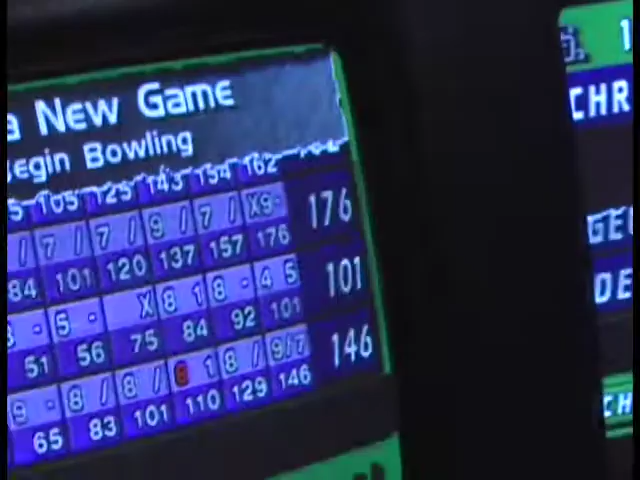 a New Game
Begin Bowling
5 105 125 143 154 162
/ 7 / 7 / 9 / 7 / X9-
84 101 120 137 157 176 176
- 5 - X 8 1 8 - 4 5
51 56 75 84 92 101 101
9 - 8 / 8 / 8 1 8 / 9/7
65 83 101 110 129 146 146
CHR
GE
DE
CH